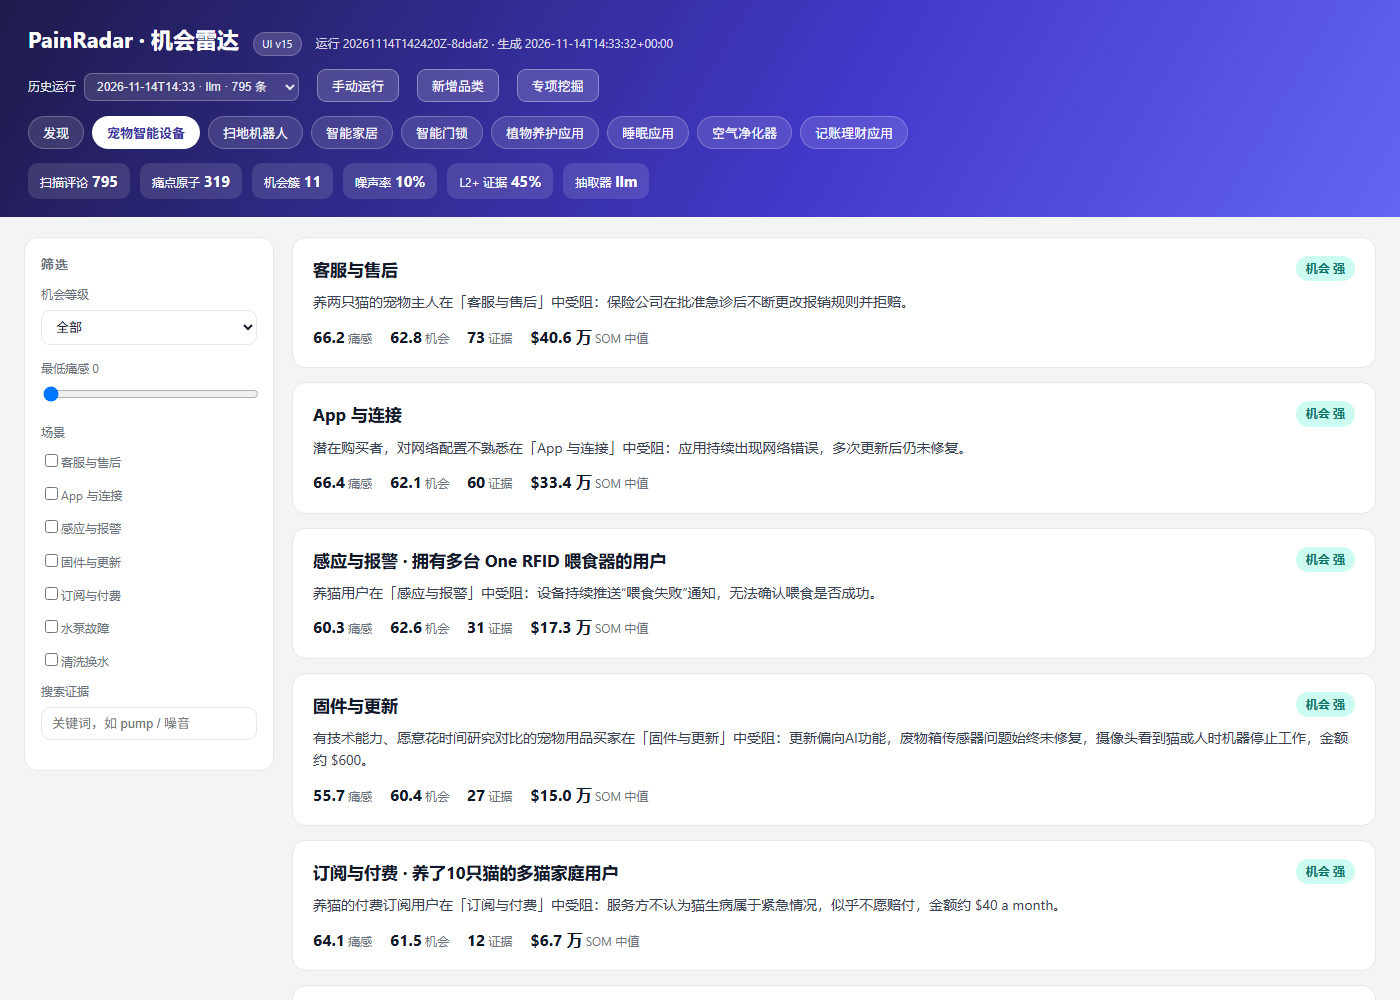 PainRadar · 机会雷达 UI v15 运行 20261114T142420Z-8ddaf2 · 生成 2026-11-14T14:33:32+00:00
历史运行 2026-11-14T14:33 · llm · 795 条 手动运行 新增品类 专项挖掘
发现 宠物智能设备 扫地机器人 智能家居 智能门锁 植物养护应用 睡眠应用 空气净化器 记账理财应用
扫描评论 795 痛点原子 319 机会簇 11 噪声率 10% L2+ 证据 45% 抽取器 llm
筛选
机会等级
全部
最低痛感 0
场景
客服与售后
App 与连接
感应与报警
固件与更新
订阅与付费
水泵故障
清洗换水
搜索证据
关键词，如 pump / 噪音
客服与售后 机会 强
养两只猫的宠物主人在「客服与售后」中受阻：保险公司在批准急诊后不断更改报销规则并拒赔。
66.2 痛感 62.8 机会 73 证据 $40.6 万 SOM 中值
App 与连接 机会 强
潜在购买者，对网络配置不熟悉在「App 与连接」中受阻：应用持续出现网络错误，多次更新后仍未修复。
66.4 痛感 62.1 机会 60 证据 $33.4 万 SOM 中值
感应与报警 · 拥有多台 One RFID 喂食器的用户 机会 强
养猫用户在「感应与报警」中受阻：设备持续推送“喂食失败”通知，无法确认喂食是否成功。
60.3 痛感 62.6 机会 31 证据 $17.3 万 SOM 中值
固件与更新 机会 强
有技术能力、愿意花时间研究对比的宠物用品买家在「固件与更新」中受阻：更新偏向AI功能，废物箱传感器问题始终未修复，摄像头看到猫或人时机器停止工作，金额
约 $600。
55.7 痛感 60.4 机会 27 证据 $15.0 万 SOM 中值
订阅与付费 · 养了10只猫的多猫家庭用户 机会 强
养猫的付费订阅用户在「订阅与付费」中受阻：服务方不认为猫生病属于紧急情况，似乎不愿赔付，金额约 $40 a month。
64.1 痛感 61.5 机会 12 证据 $6.7 万 SOM 中值